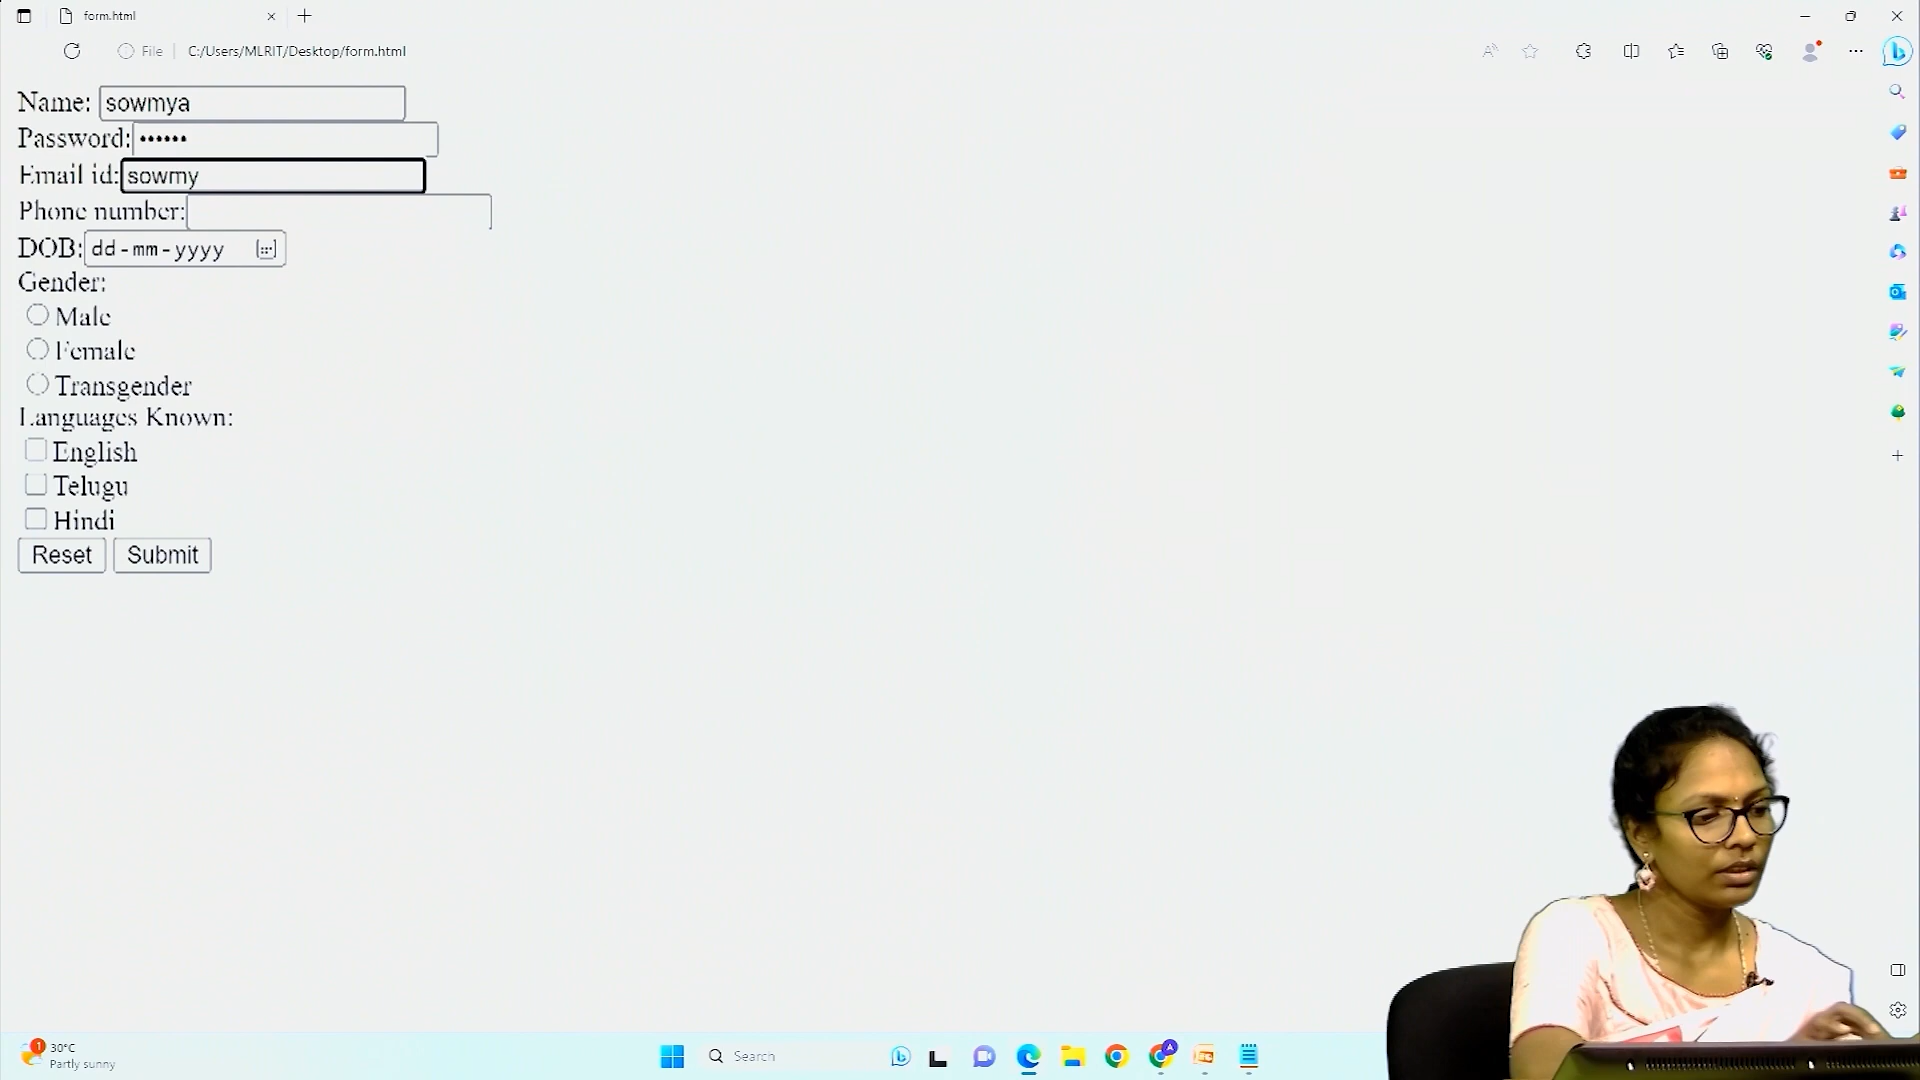 form.html
File C:/Users/MLRIT/Desktop/form.html
Name: sowmya
Password: ••••••
Email id: sowmy
Phone number:
DOB: dd-mm-yyyy
Gender:
Male
Female
Transgender
Languages Known:
English
Telugu
Hindi
Reset Submit
1
30°C
Partly sunny
Search
A